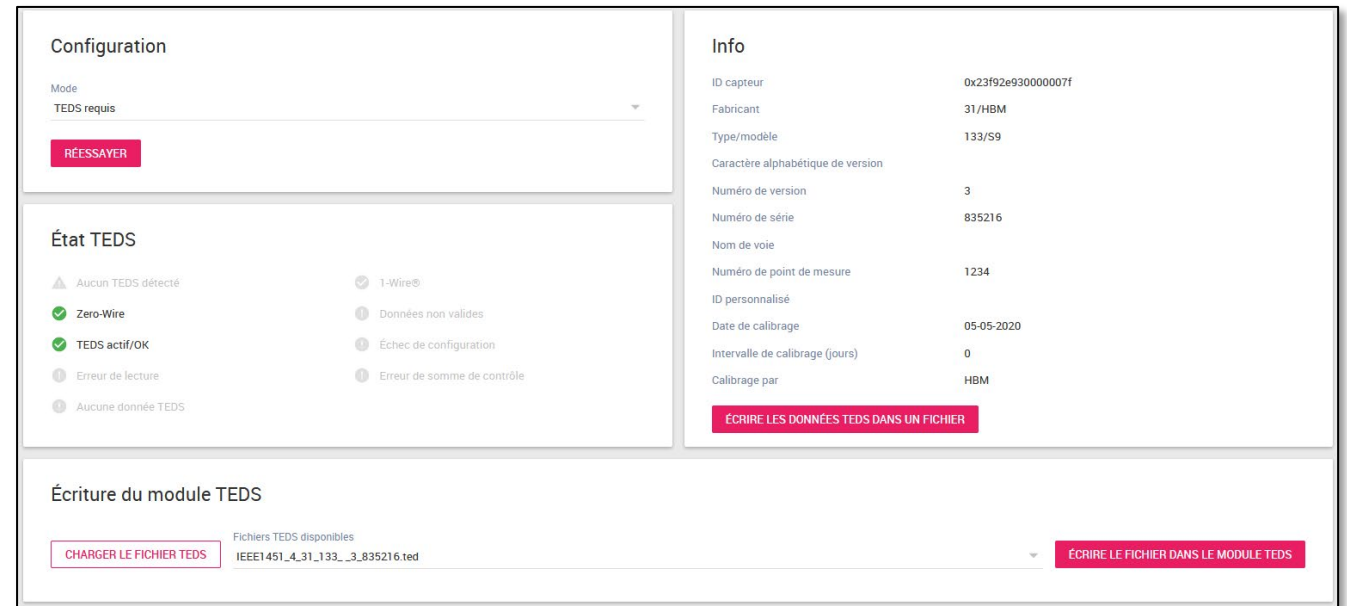 Configuration
Mode
TEDS requis
RÉESSAYER
État TEDS
Aucun TEDS détecté
1-Wire®
Zero-Wire
Données non valides
TEDS actif/OK
Échec de configuration
Erreur de lecture
Erreur de somme de contrôle
Aucune donnée TEDS
Info
ID capteur 0x23f92e930000007f
Fabricant 31/HBM
Type/modèle 133/S9
Caractère alphabétique de version
Numéro de version 3
Numéro de série 835216
Nom de voie
Numéro de point de mesure 1234
ID personnalisé
Date de calibrage 05-05-2020
Intervalle de calibrage (jours) 0
Calibrage par HBM
ÉCRIRE LES DONNÉES TEDS DANS UN FICHIER
Écriture du module TEDS
CHARGER LE FICHIER TEDS
Fichiers TEDS disponibles
IEEE1451_4_31_133_ _3_835216.ted
ÉCRIRE LE FICHIER DANS LE MODULE TEDS